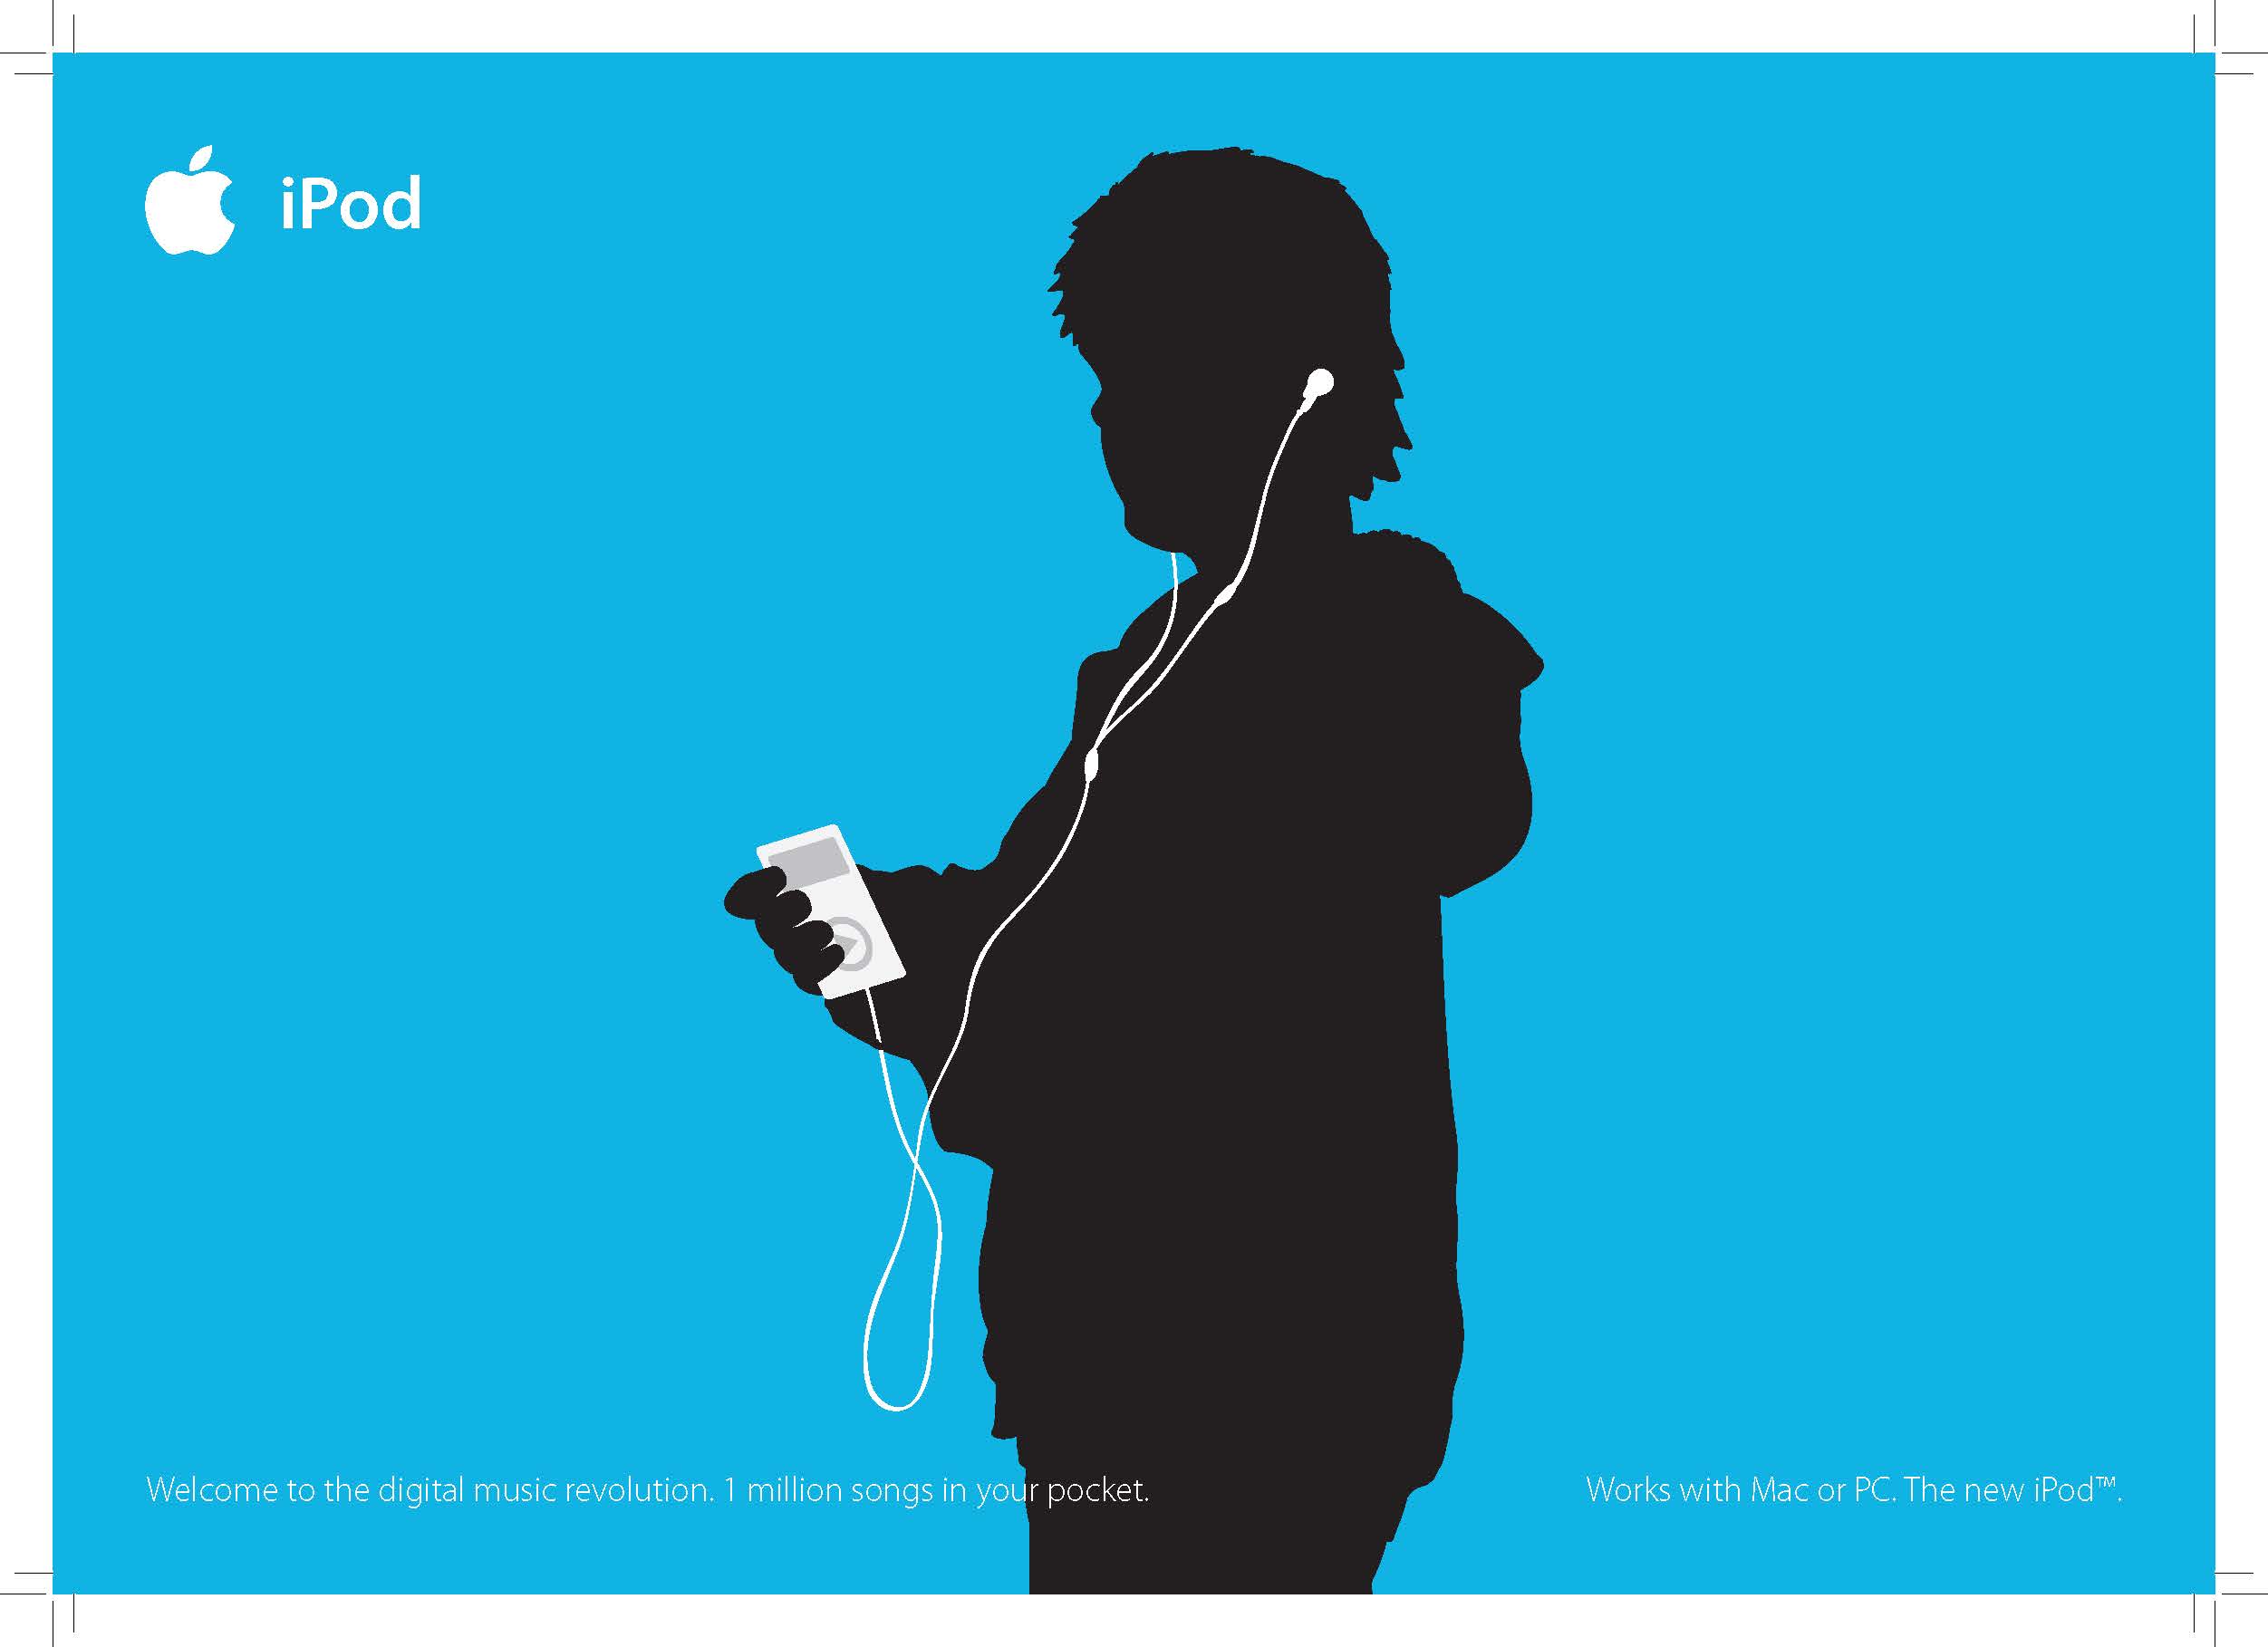 iPod
Welcome to the digital music revolution. 1 million songs in your pocket.
Works with Mac or PC. The new iPod™.